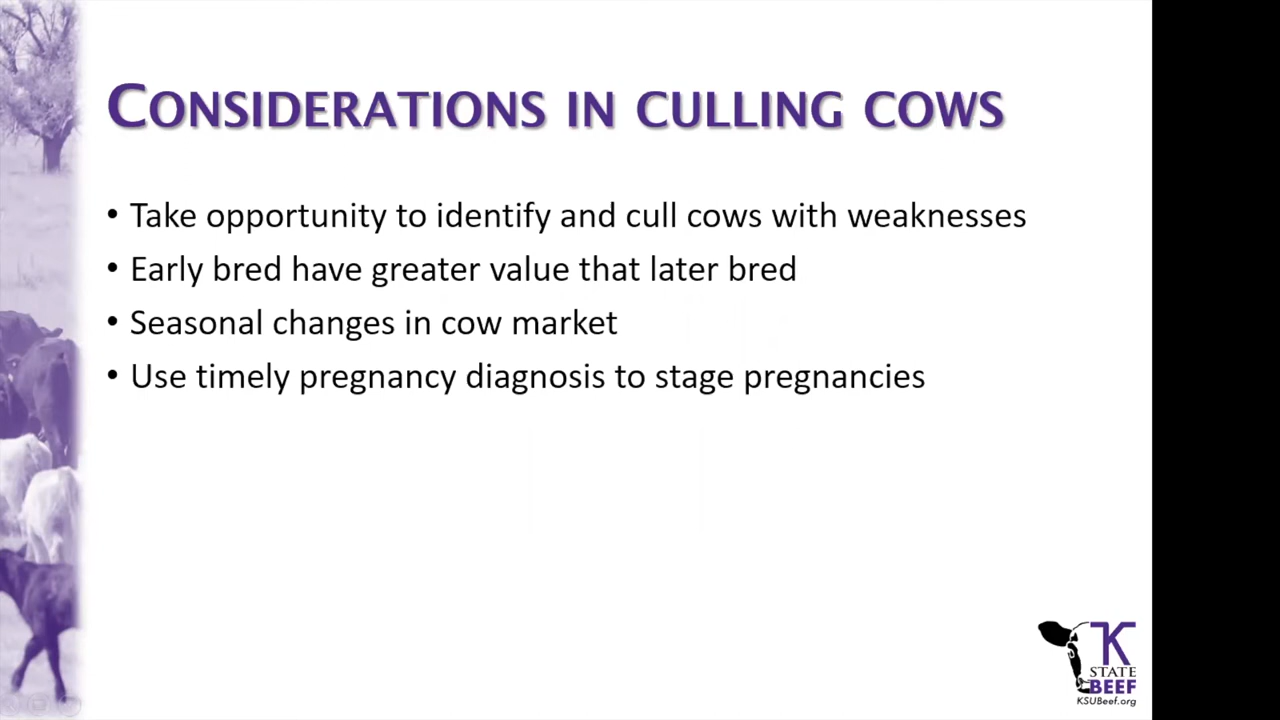 CONSIDERATIONS IN CULLING COWS
• Take opportunity to identify and cull cows with weaknesses
• Early bred have greater value that later bred
• Seasonal changes in cow market
• Use timely pregnancy diagnosis to stage pregnancies
K
STATE
BEEF
KSUBeef.org